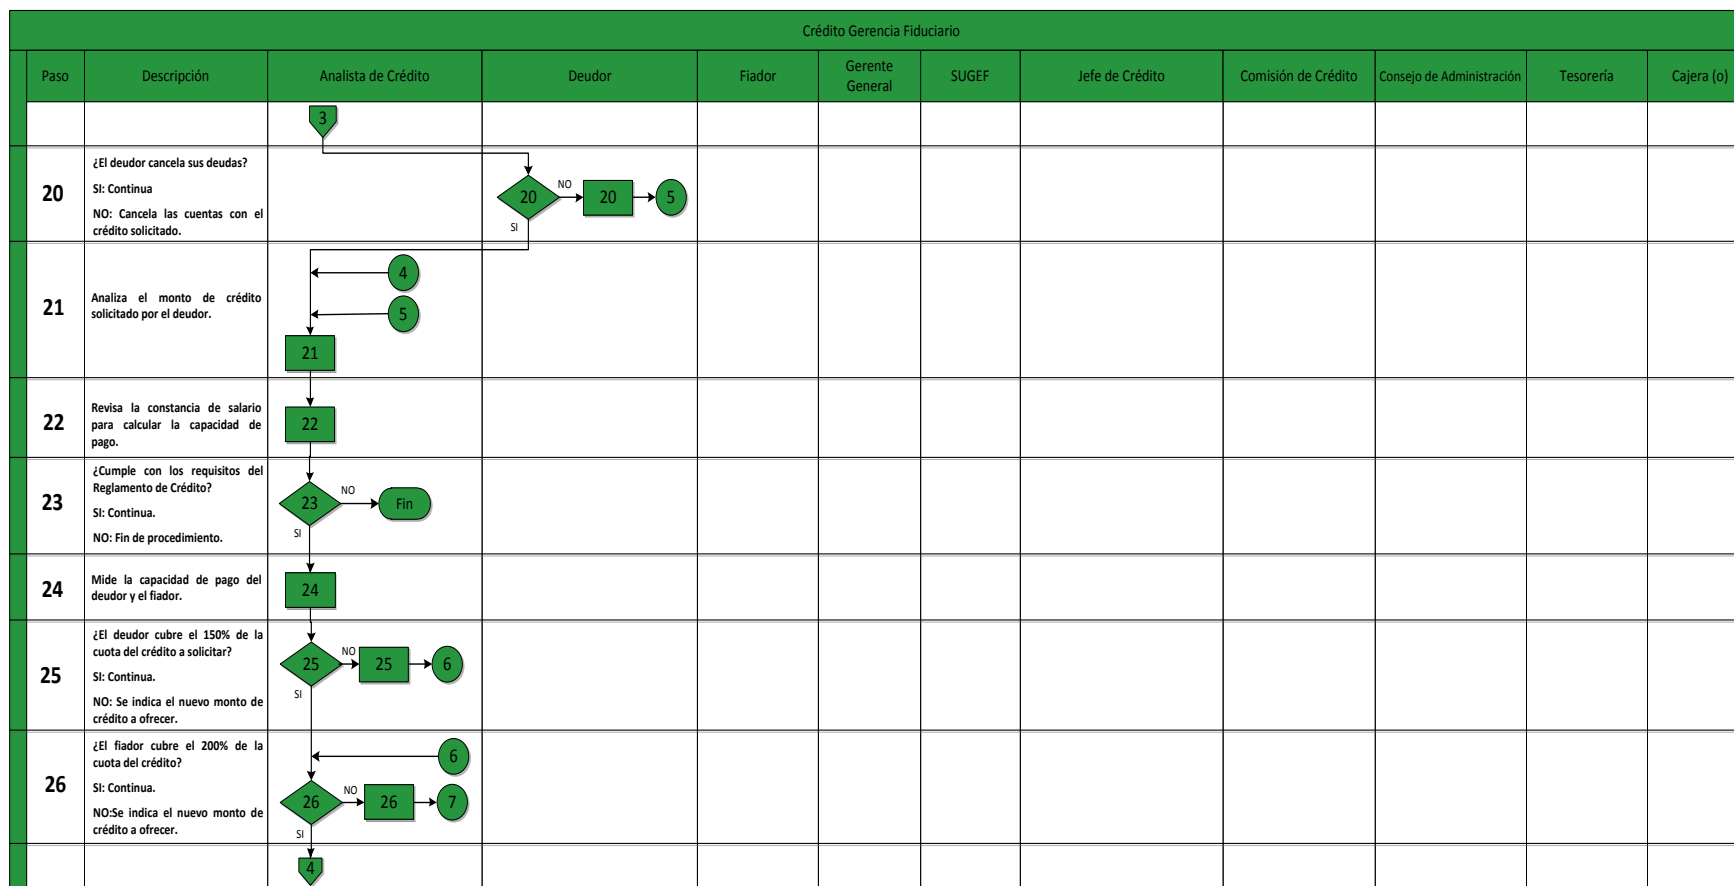 Crédito Gerencia Fiduciario
Paso
Descripción
Analista de Crédito
Deudor
Fiador
Gerente
General
SUGEF
Jefe de Crédito
Comisión de Crédito
Consejo de Administración
Tesorería
Cajera (o)
3
20
¿El deudor cancela sus deudas?
SI: Continua
NO: Cancela las cuentas con el
crédito solicitado.
20
NO
20
5
SI
21
Analiza el monto de crédito
solicitado por el deudor.
4
5
21
22
Revisa la constancia de salario
para calcular la capacidad de
pago.
22
23
¿Cumple con los requisitos del
Reglamento de Crédito?
SI: Continua.
NO: Fin de procedimiento.
23
NO
Fin
SI
24
Mide la capacidad de pago del
deudor y el fiador.
24
25
¿El deudor cubre el 150% de la
cuota del crédito a solicitar?
SI: Continua.
NO: Se indica el nuevo monto de
crédito a ofrecer.
25
NO
25
6
SI
26
¿El fiador cubre el 200% de la
cuota del crédito?
SI: Continua.
NO:Se indica el nuevo monto de
crédito a ofrecer.
6
26
NO
26
7
SI
4